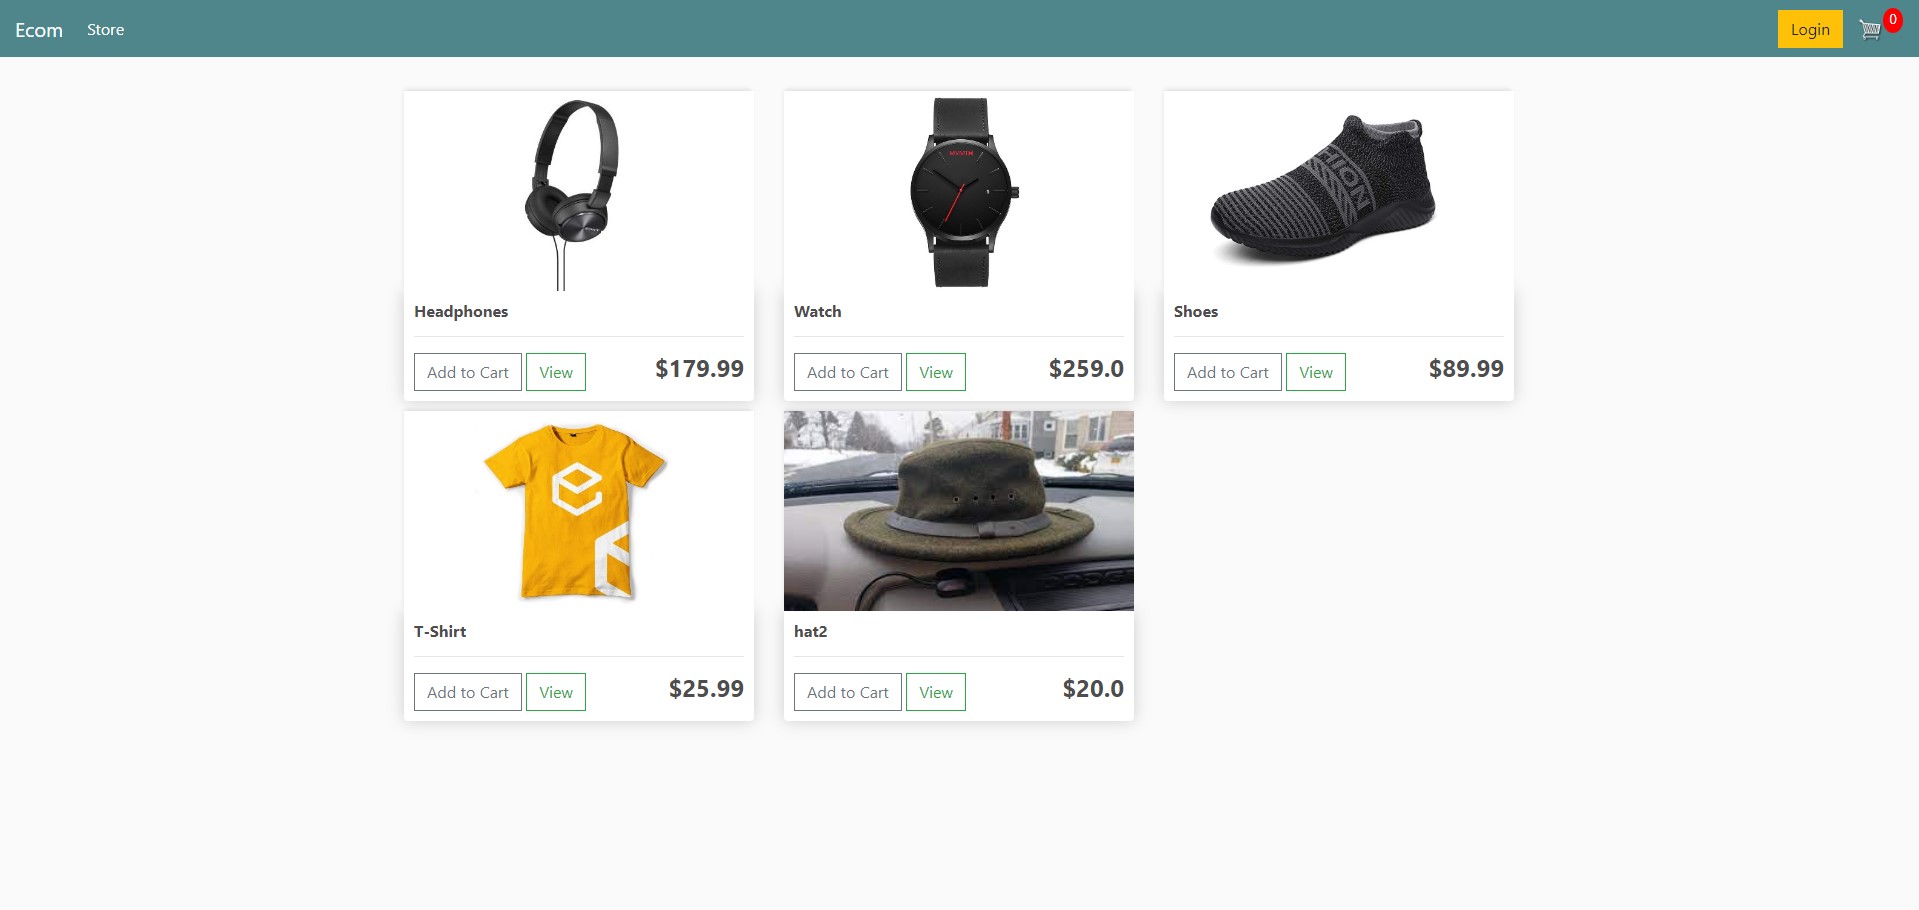 Ecom Store Login 0
HION
Headphones Watch Shoes
Add to Cart View $179.99 Add to Cart View $259.0 Add to Cart View $89.99
DODGE
T-Shirt hat2
Add to Cart View $25.99 Add to Cart View $20.0